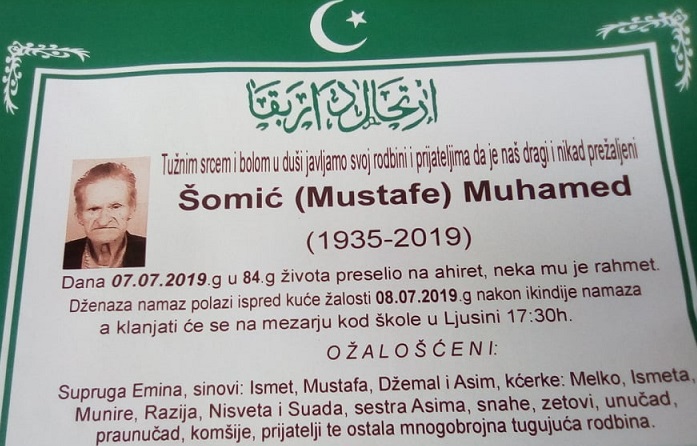 ارتحال دار بقا
Tužnim srcem i bolom u duši javljamo svoj rodbini i prijateljima da je naš dragi i nikad prežaljeni
Šomić (Mustafe) Muhamed
(1935-2019)
Dana 07.07.2019.g u 84.g života preselio na ahiret, neka mu je rahmet.
Dženaza namaz polazi ispred kuće žalosti 08.07.2019.g nakon ikindije namaza
a klanjati će se na mezarju kod škole u Ljusini 17:30h.
OŽALOŠĆENI:
Supruga Emina, sinovi: Ismet, Mustafa, Džemal i Asim, kćerke: Melko, Ismeta,
Munire, Razija, Nisveta i Suada, sestra Asima, snahe, zetovi, unučad,
praunučad, komšije, prijatelji te ostala mnogobrojna tugujuća rodbina.